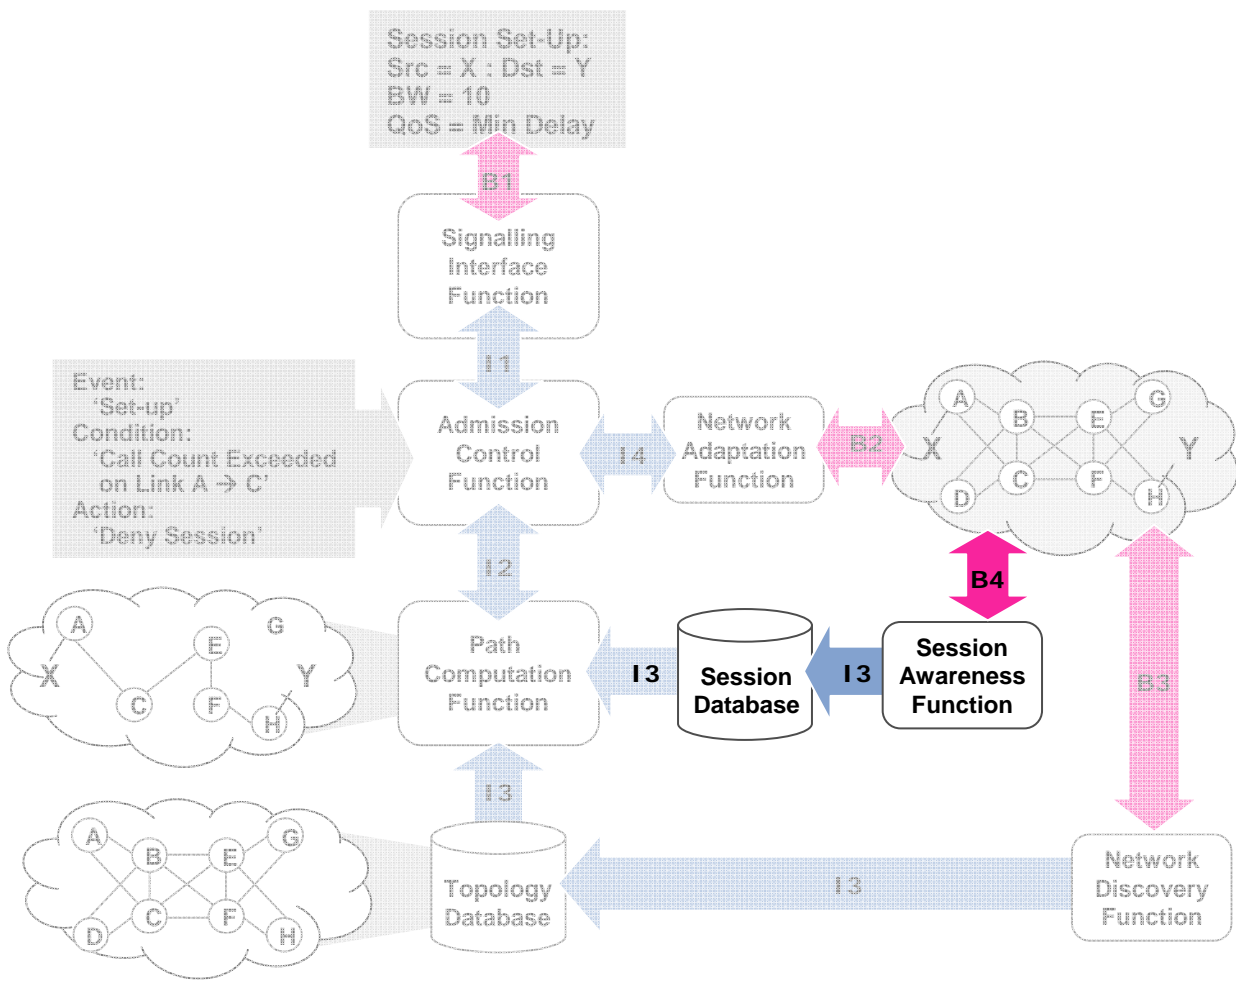 Session Set-Up:
Src = X : Dst = Y
BW = 10
QoS = Min Delay
B1
Signalling
Interface
Function
I1
Event:
‘Set-up’
Condition:
‘Call Count Exceeded
on Link A → C’
Action:
‘Deny Session’
Admission
Control
Function
I4
Network
Adaptation
Function
B2
A
G
B
E
X
Y
C
F
D
H
I2
B4
B3
A
G
E
X
Y
C
F
H
Path
Computation
Function
I3
Session
Database
I3
Session
Awareness
Function
I3
A
G
B
E
C
F
D
H
Topology
Database
I3
Network
Discovery
Function